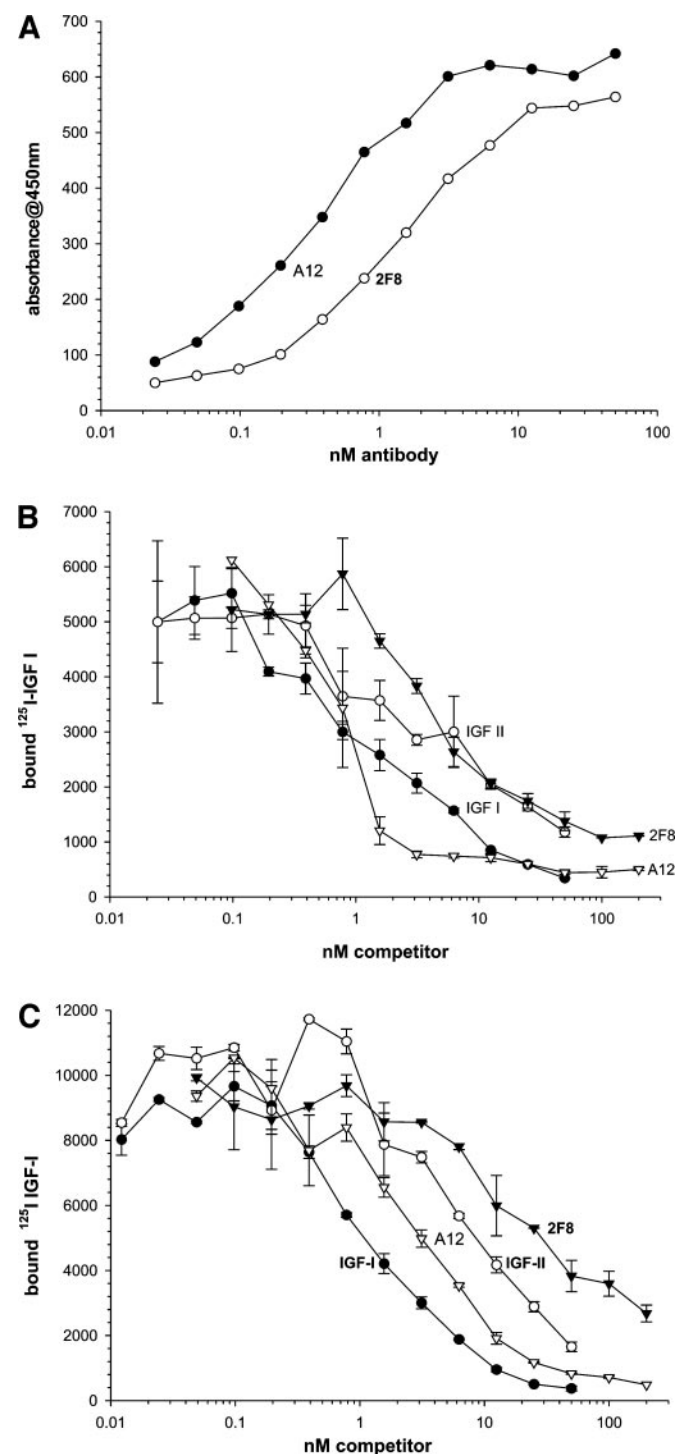 A
700
600
500
400
300
200
100
0
absorbance@450nm
A12
2F8
0.01 0.1 1 10 100
nM antibody
B
7000
6000
5000
4000
3000
2000
1000
0
bound ¹²⁵I-IGF I
IGF II
IGF I
2F8
A12
0.01 0.1 1 10 100
nM competitor
C
12000
10000
8000
6000
4000
2000
0
bound ¹²⁵I IGF-I
2F8
A12
IGF-II
IGF-I
0.01 0.1 1 10 100
nM competitor